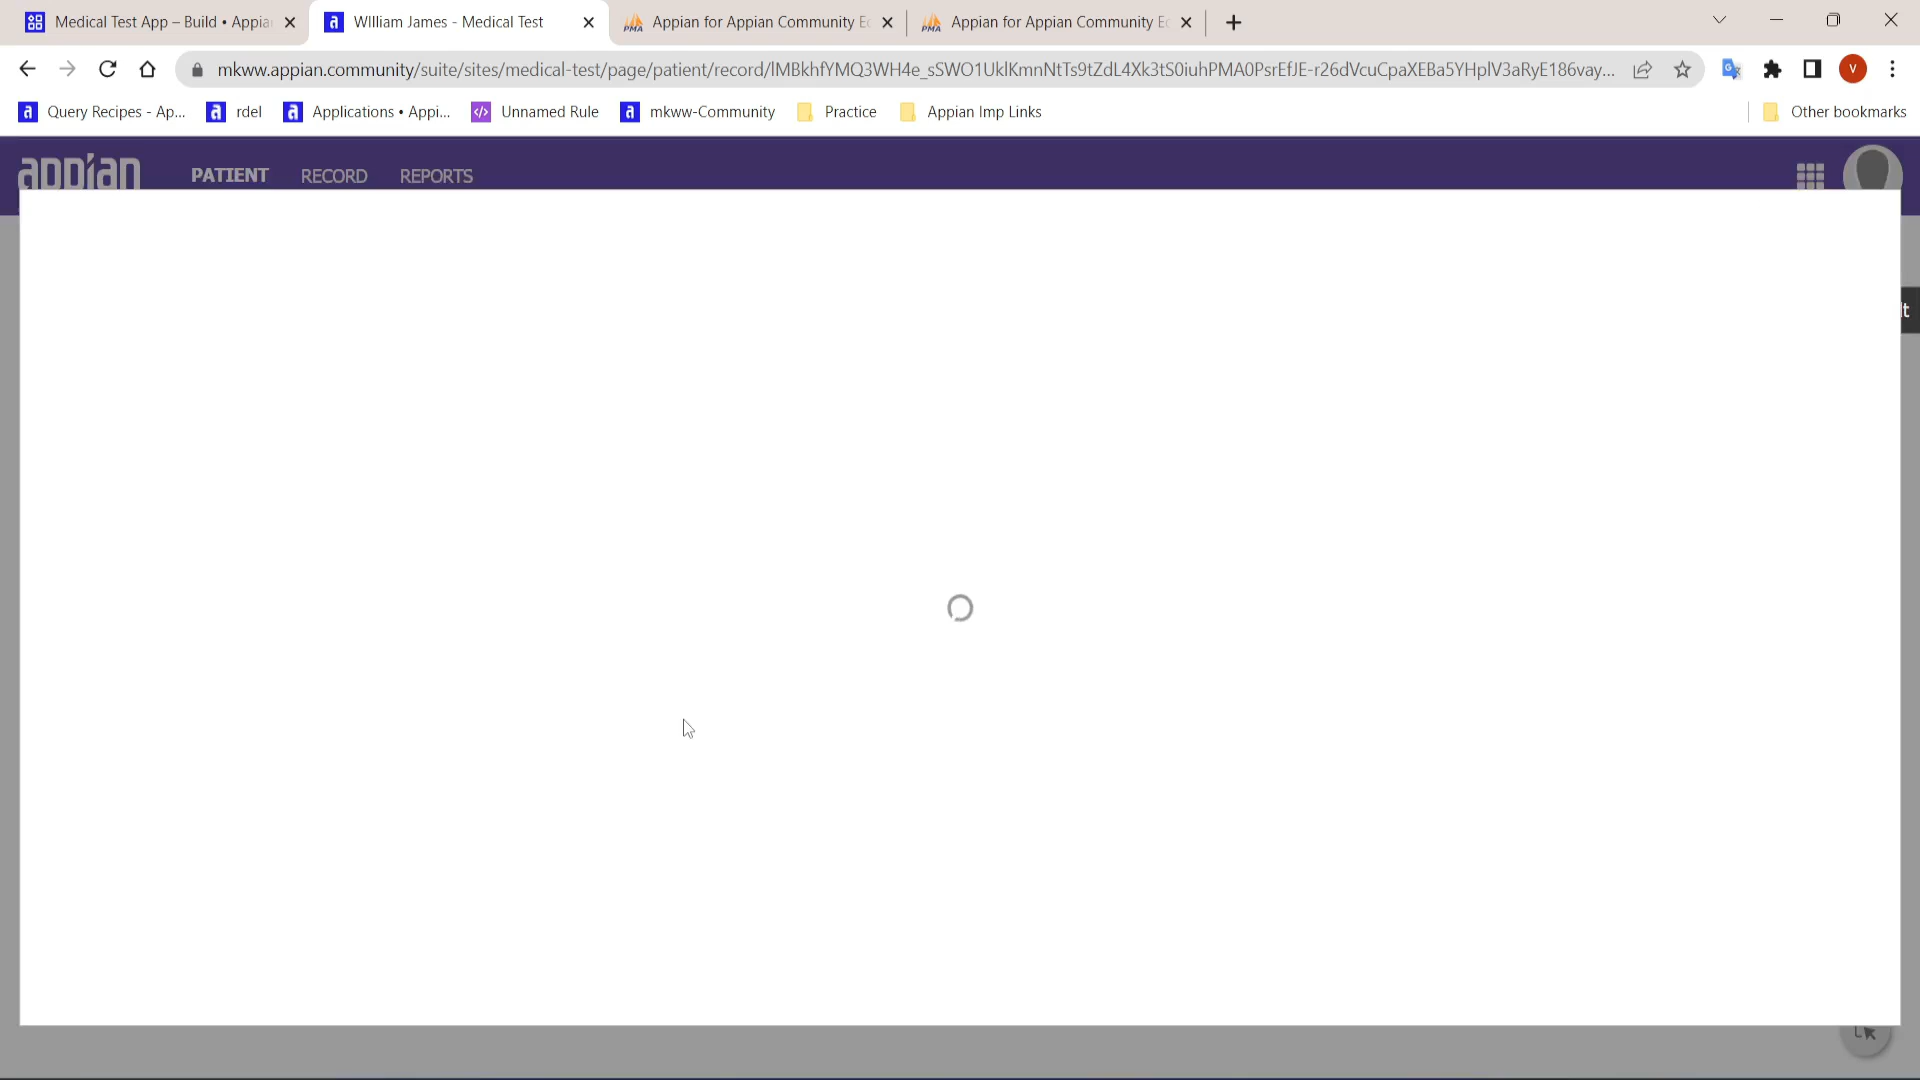 Medical Test App – Build • Appia
WIlliam James - Medical Test
Appian for Appian Community Ec
Appian for Appian Community Ec
mkww.appian.community/suite/sites/medical-test/page/patient/record/lMBkhfYMQ3WH4e_sSWO1UklKmnNtTs9tZdL4Xk3tS0iuhPMA0PsrEfJE-r26dVcuCpaXEBa5YHplV3aRyE186vay...
V
Query Recipes - Ap...
rdel
Applications • Appi...
Unnamed Rule
mkww-Community
Practice
Appian Imp Links
Other bookmarks
appian
PATIENT
RECORD
REPORTS